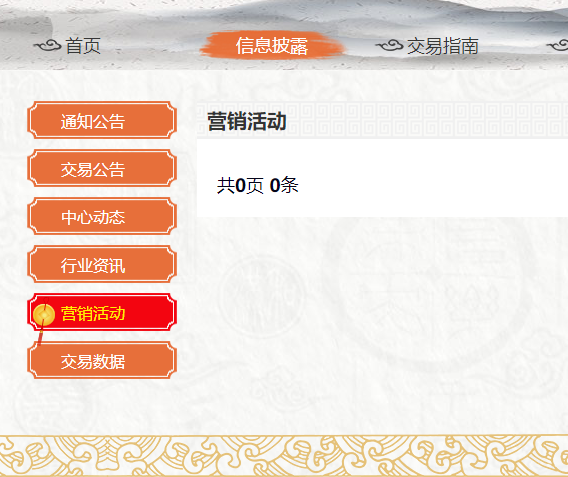 首页 信息披露 交易指南
通知公告
交易公告
中心动态
行业资讯
营销活动
交易数据
营销活动
共0页 0条